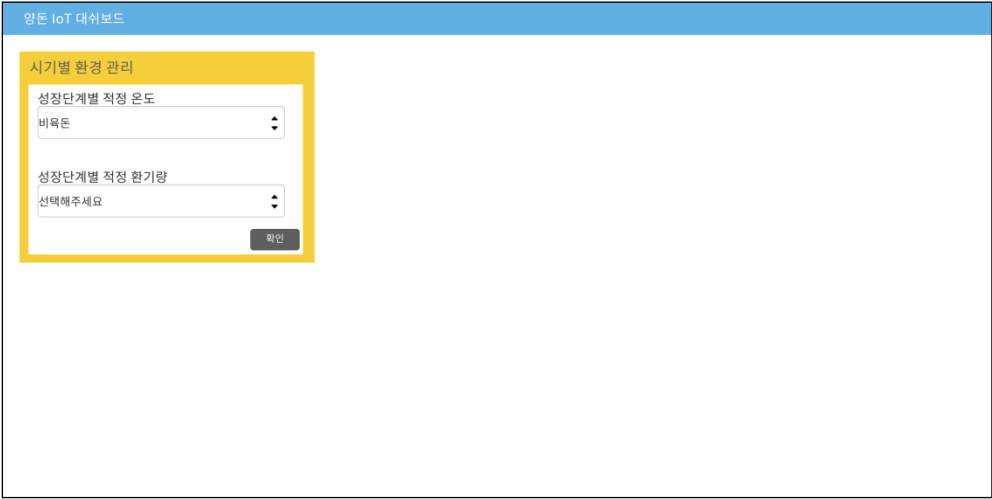 양돈 IoT 대쉬보드
시기별 환경 관리
성장단계별 적정 온도
비육돈
성장단계별 적정 환기량
선택해주세요
확인